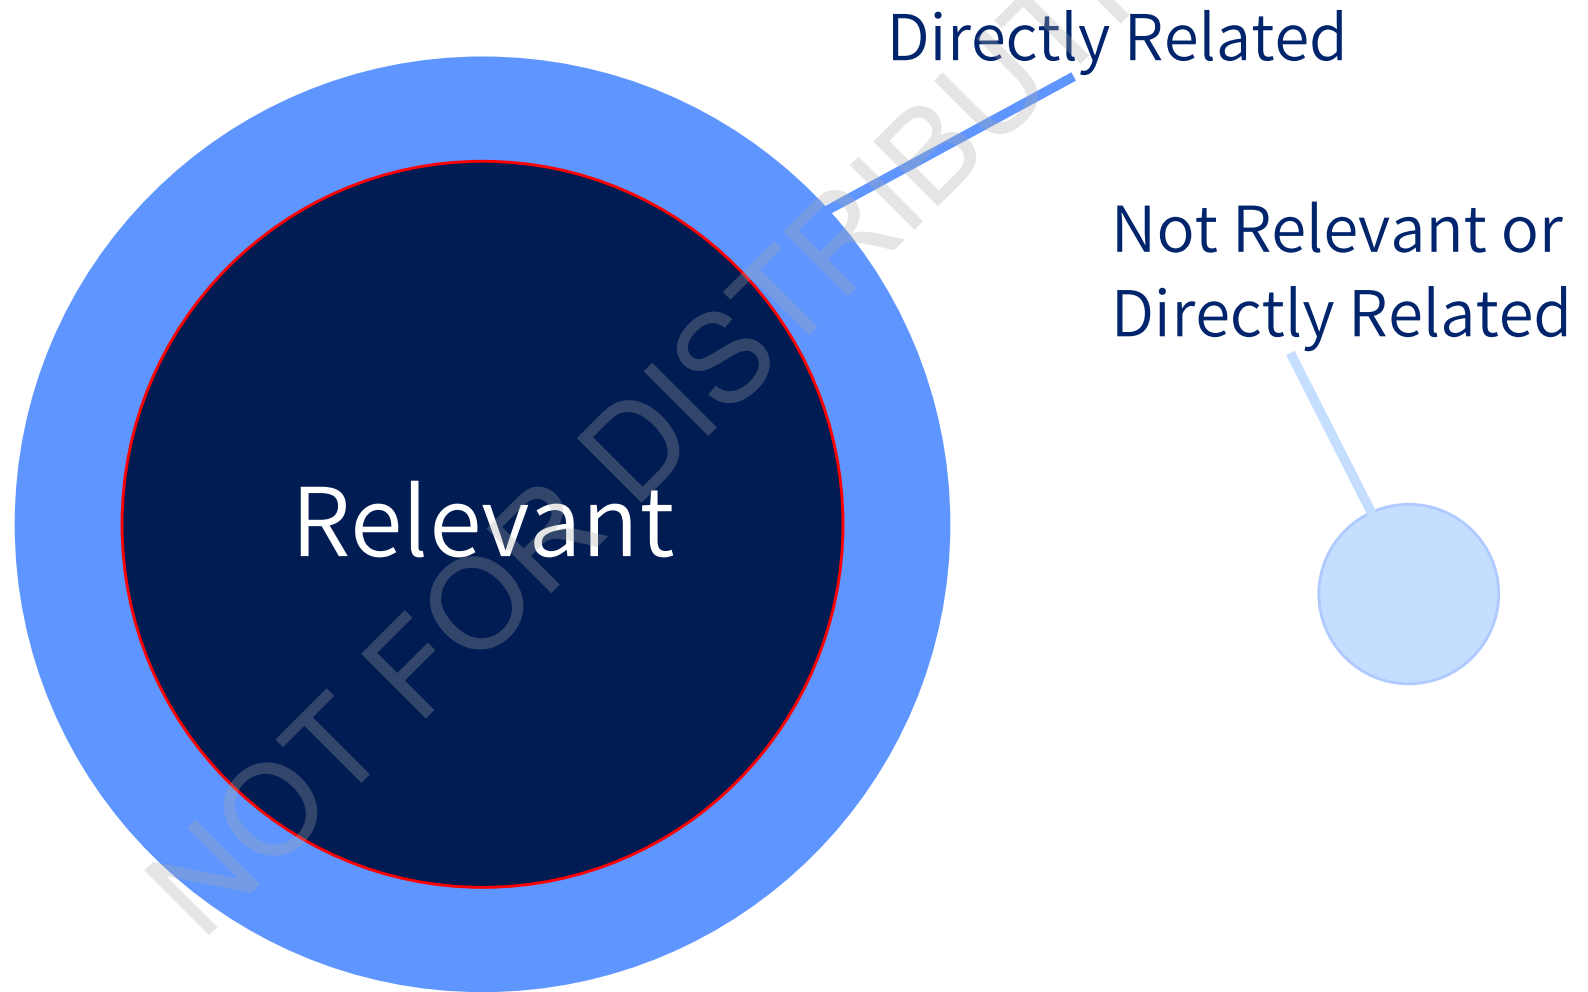 Directly Related
Not Relevant or
Directly Related
Relevant
NOT FOR DISTRIBUT